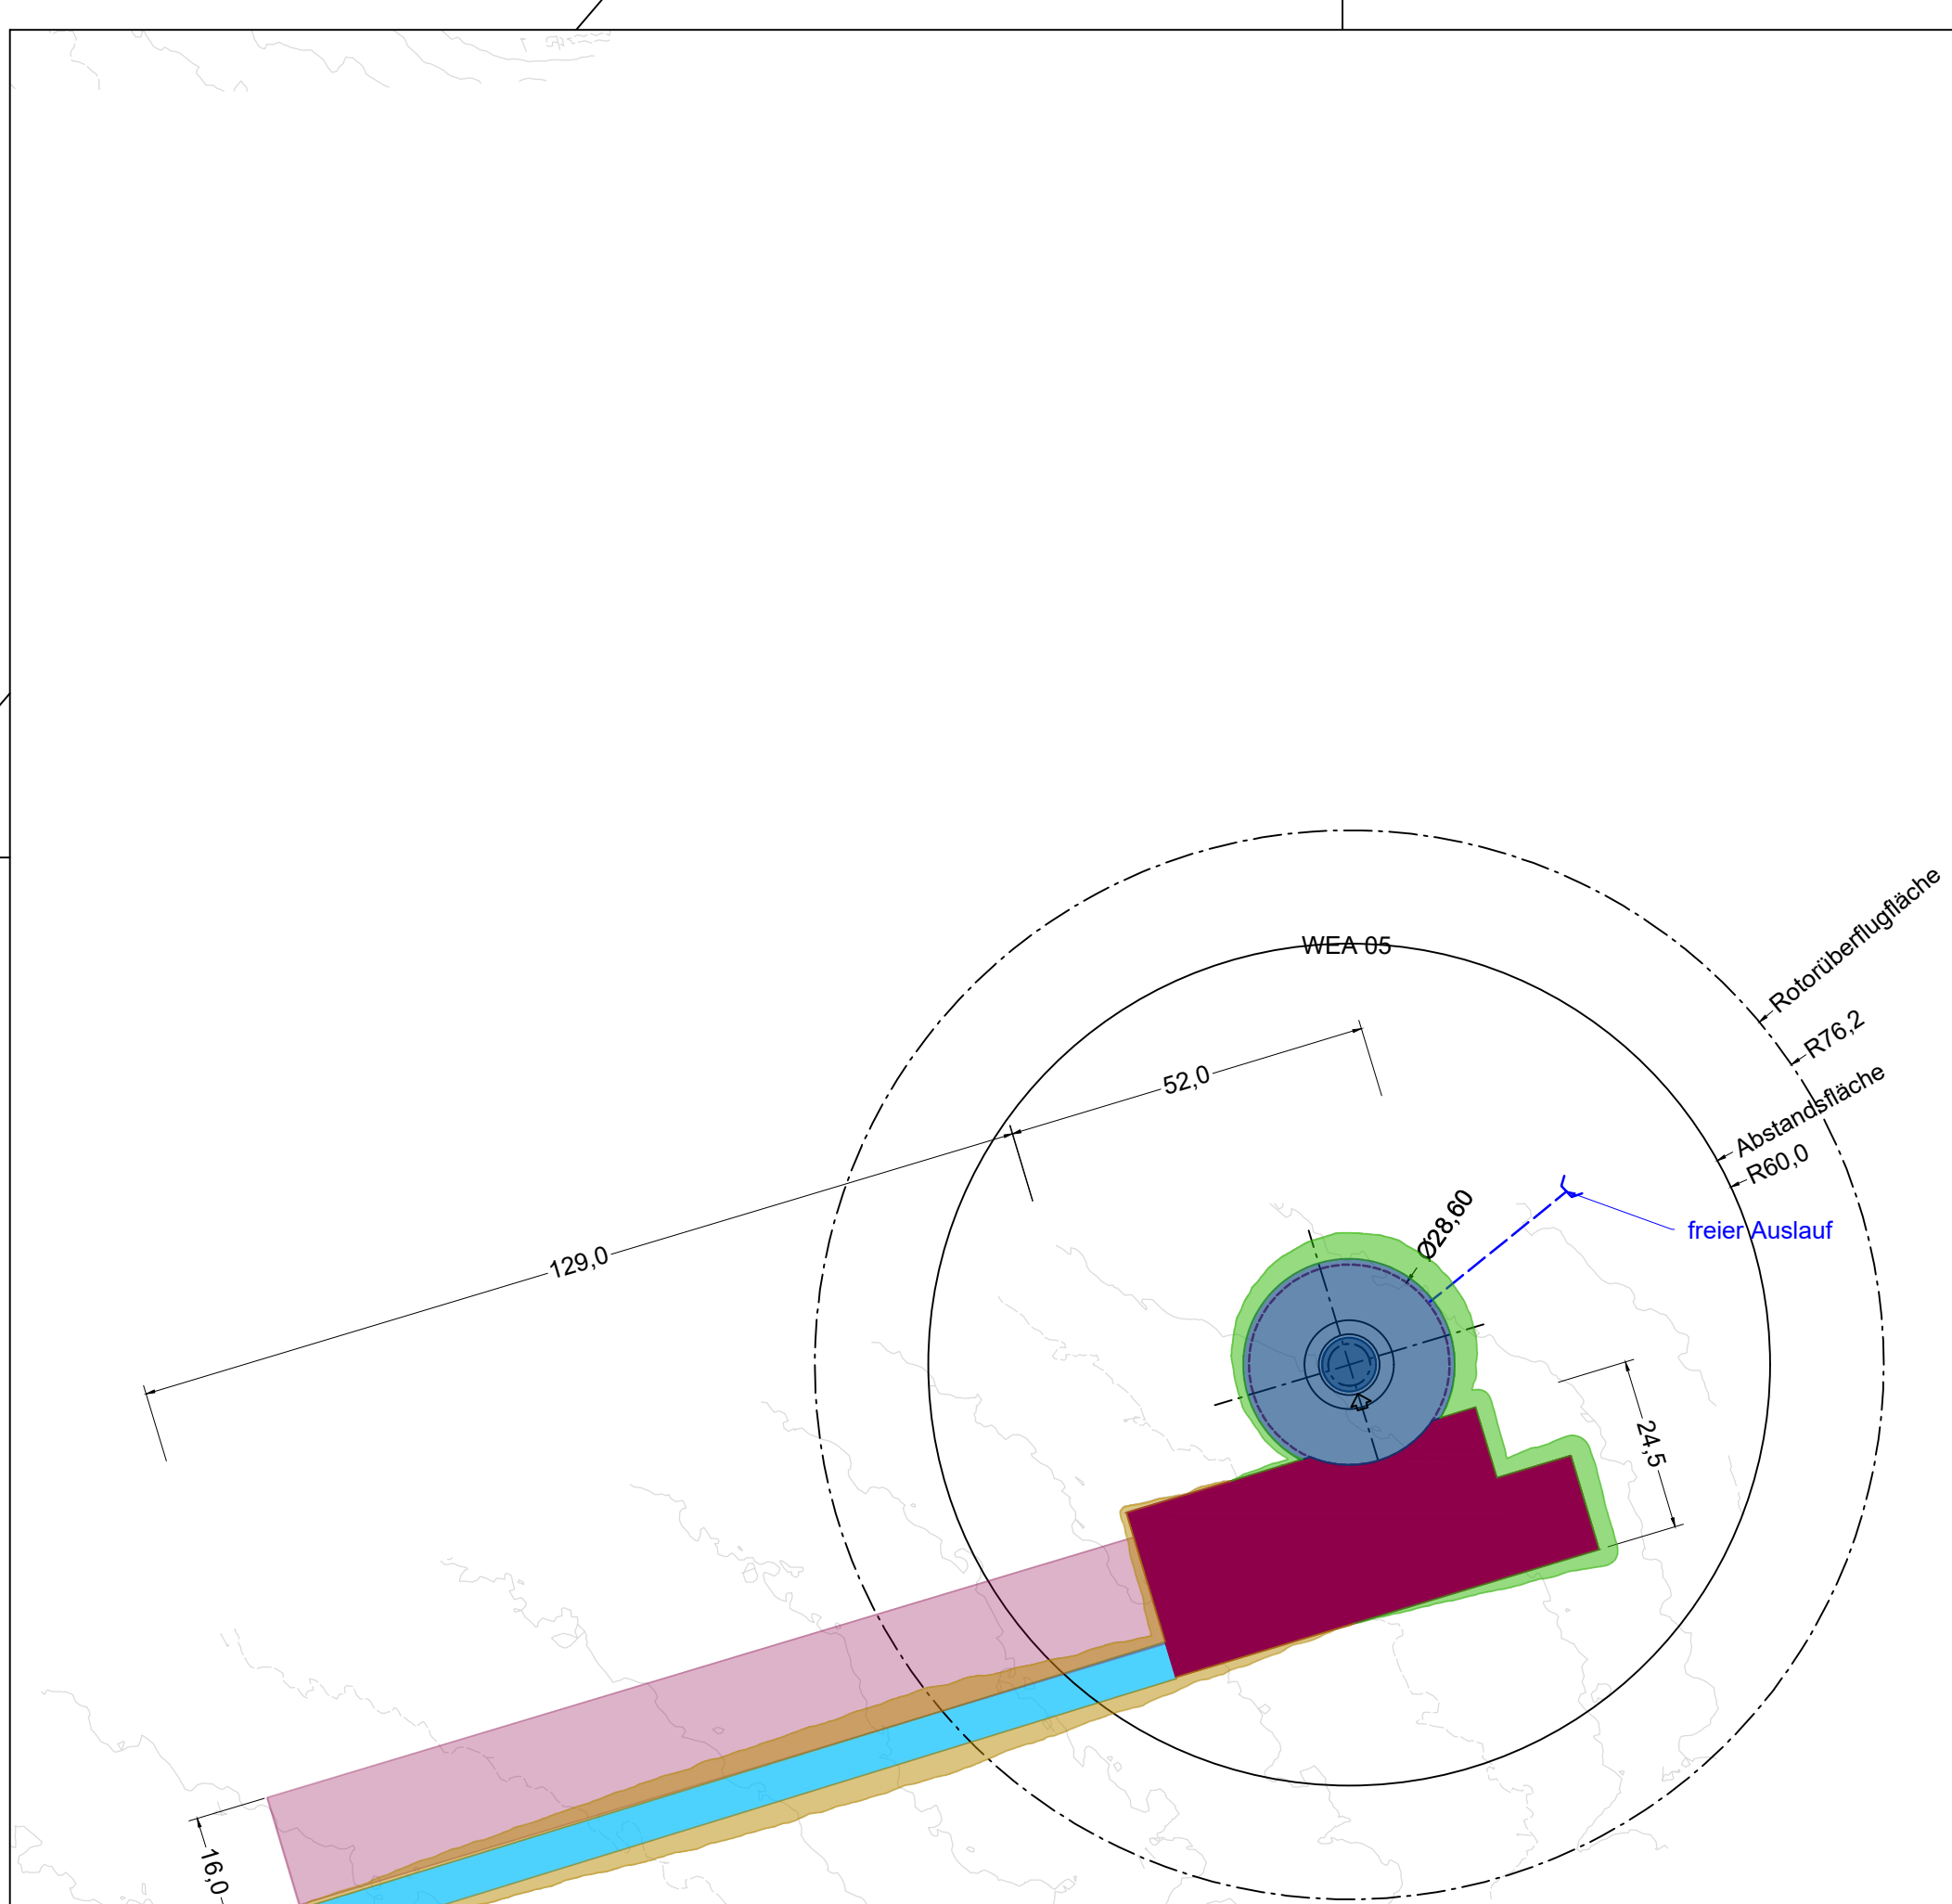 Rotorüberflugfläche
WEA 05
R76,2
52,0
Abstandsfläche
R60,0
Ø28,60
freier Auslauf
129,0
24,5
16,0